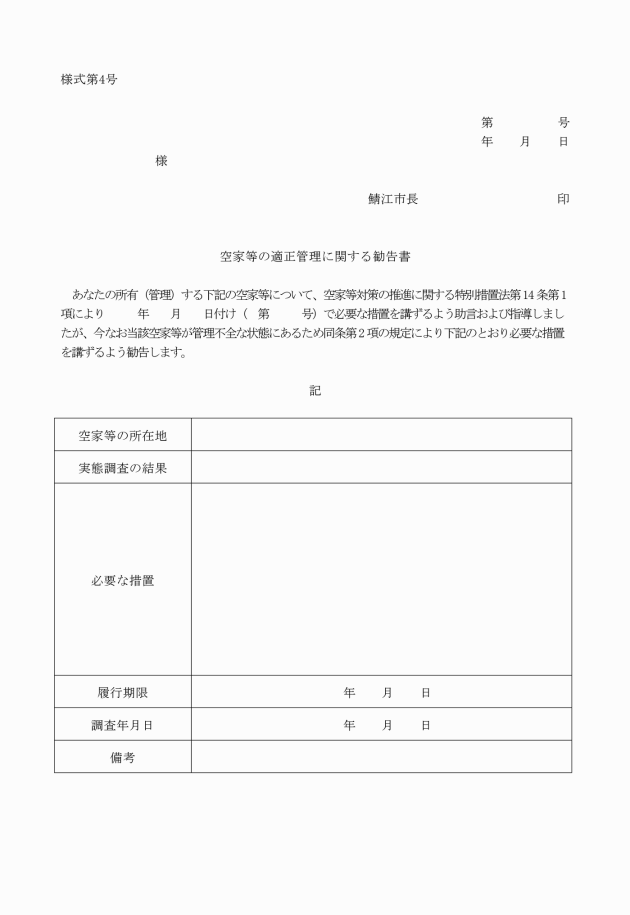 様式第4号
第　　　　　号
年　　月　　日
様
鯖江市長　　　　　　　　　　　印
空家等の適正管理に関する勧告書
　あなたの所有（管理）する下記の空家等について、空家等対策の推進に関する特別措置法第14条第1
項により　　　年　　月　　日付け（　第　　　号）で必要な措置を講ずるよう助言および指導しまし
たが、今なお当該空家等が管理不全な状態にあるため同条第2項の規定により下記のとおり必要な措置
を講ずるよう勧告します。
記
空家等の所在地
実態調査の結果
必要な措置
履行期限　　　年　　月　　日
調査年月日　　　年　　月　　日
備考